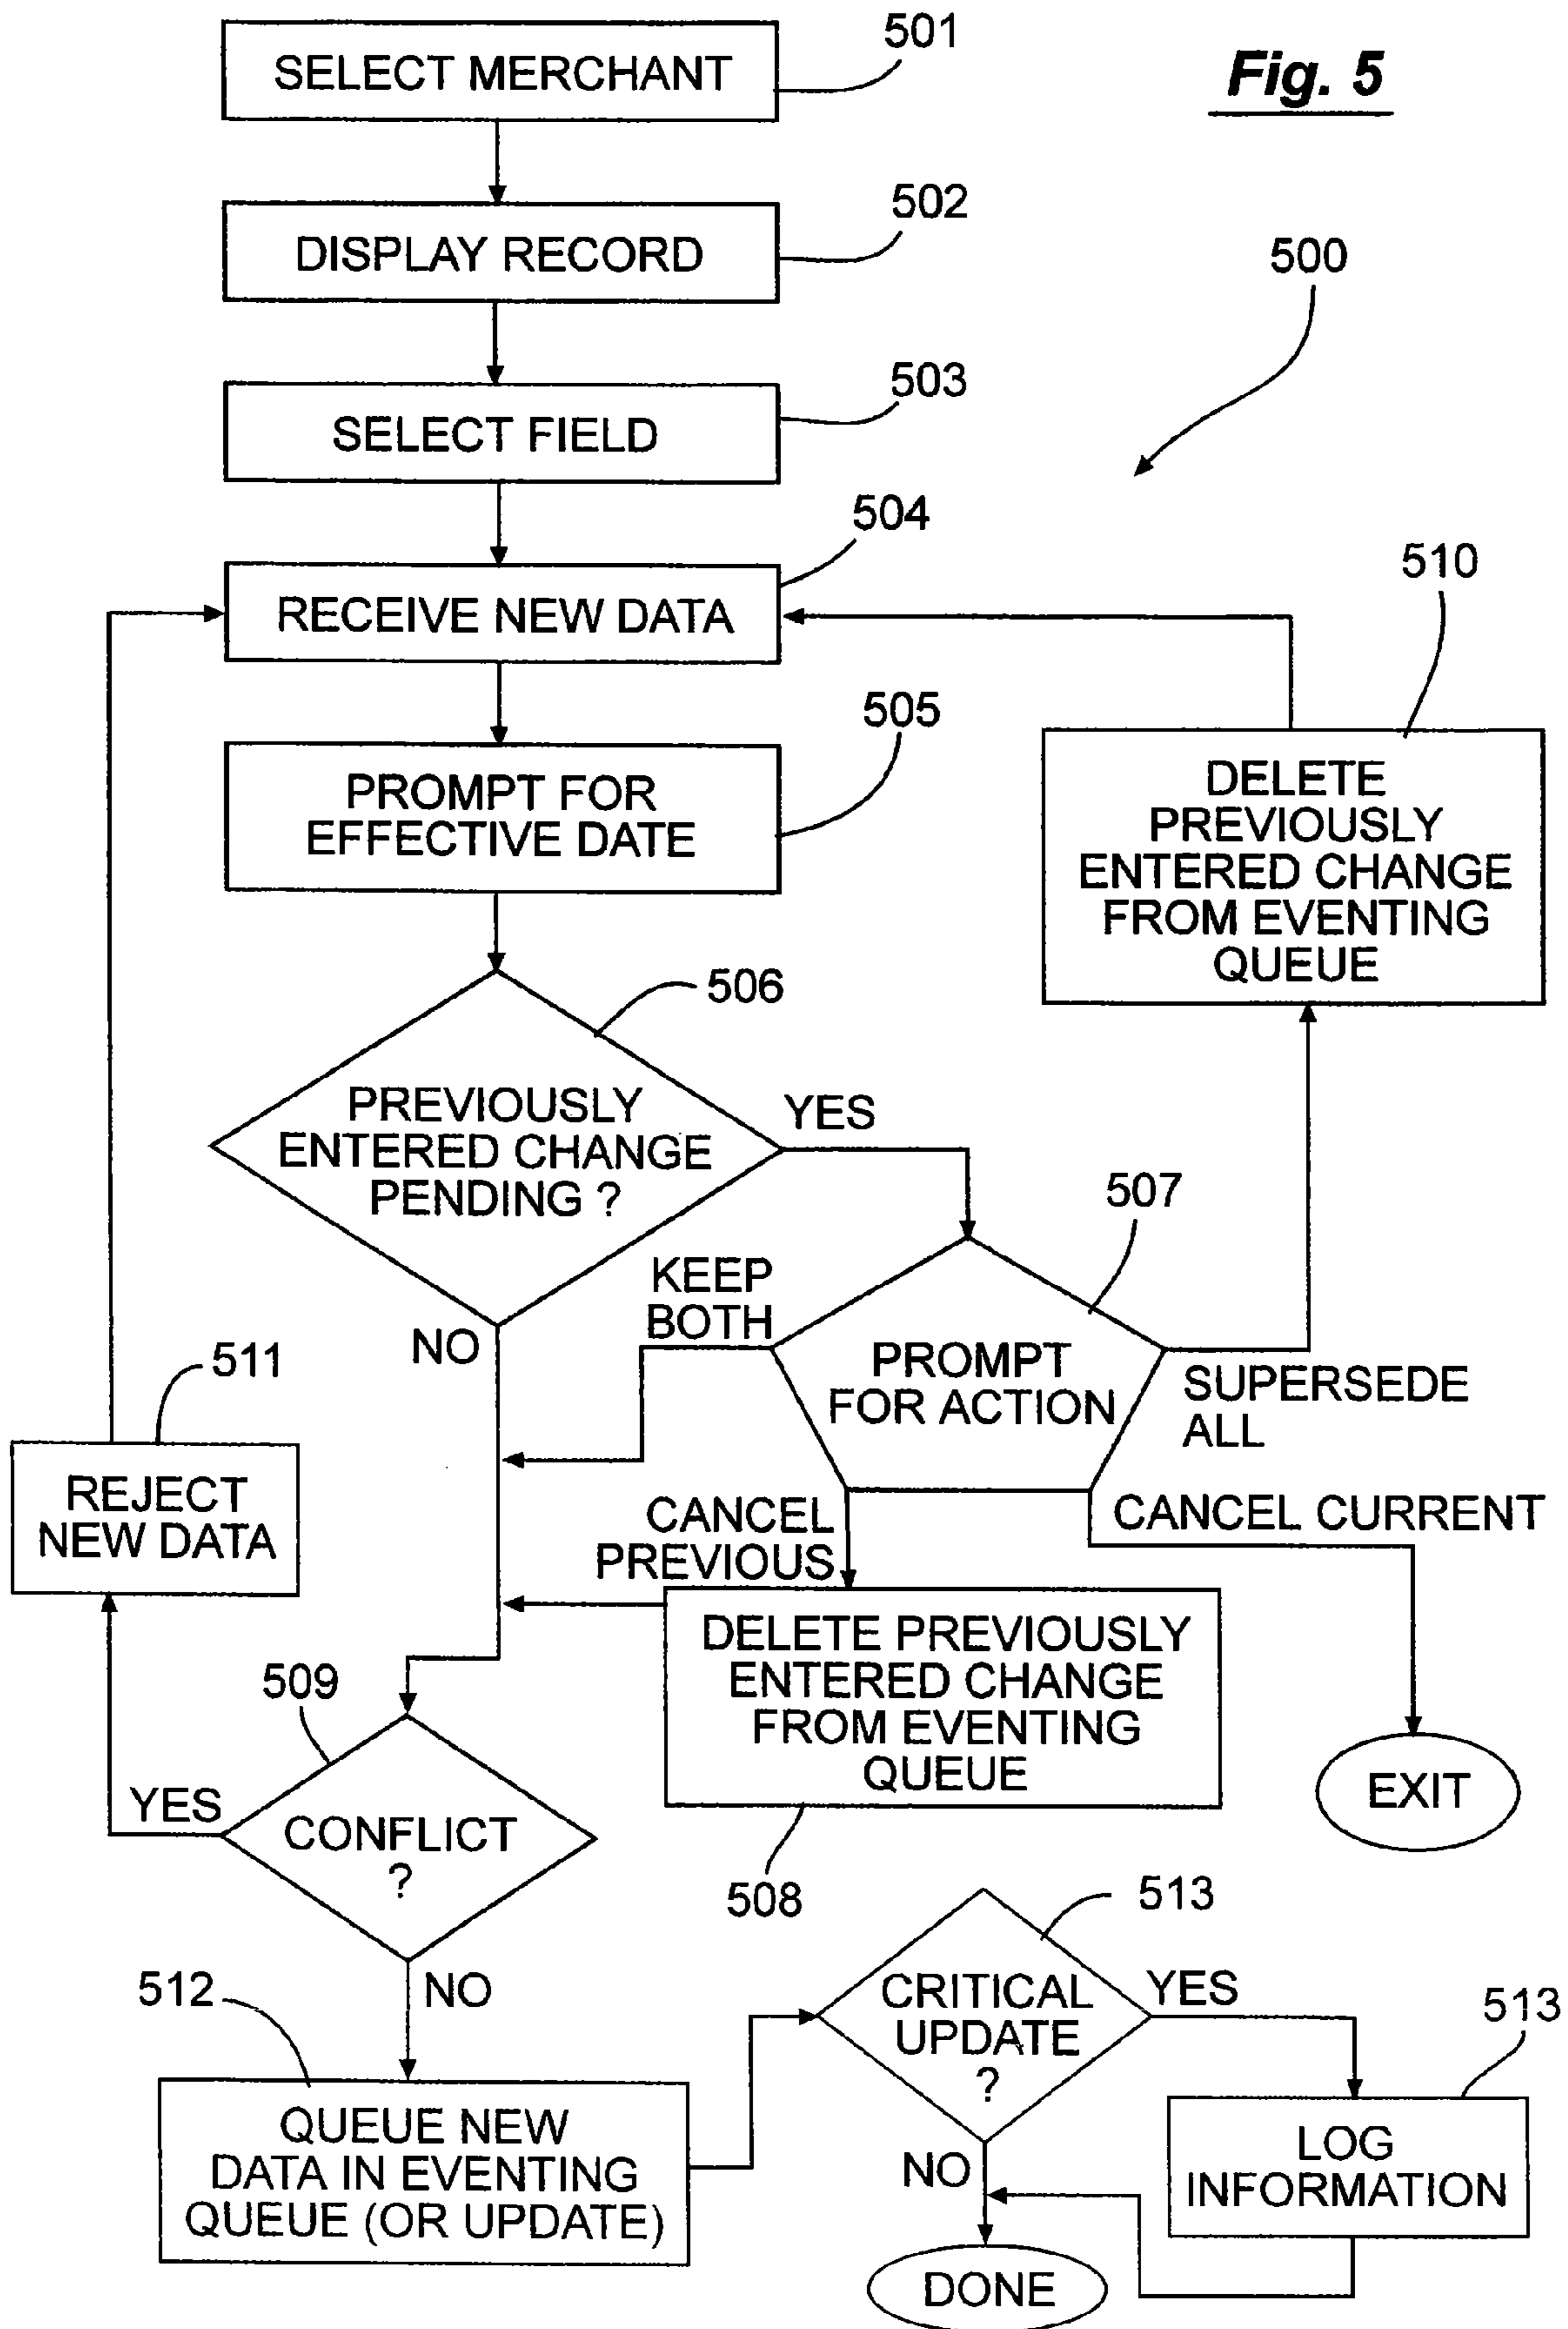 501
SELECT MERCHANT
Fig. 5
502
DISPLAY RECORD
500
503
SELECT FIELD
504
RECEIVE NEW DATA
510
505
PROMPT FOR
EFFECTIVE DATE
DELETE
PREVIOUSLY
ENTERED CHANGE
FROM EVENTING
QUEUE
506
PREVIOUSLY
ENTERED CHANGE
PENDING ?
YES
507
KEEP
BOTH
NO
PROMPT
FOR ACTION
SUPERSEDE
ALL
511
REJECT
NEW DATA
CANCEL
PREVIOUS
CANCEL CURRENT
DELETE PREVIOUSLY
ENTERED CHANGE
FROM EVENTING
QUEUE
508
EXIT
509
YES
CONFLICT
?
NO
512
QUEUE NEW
DATA IN EVENTING
QUEUE (OR UPDATE)
513
CRITICAL
UPDATE
?
YES
513
LOG
INFORMATION
NO
DONE